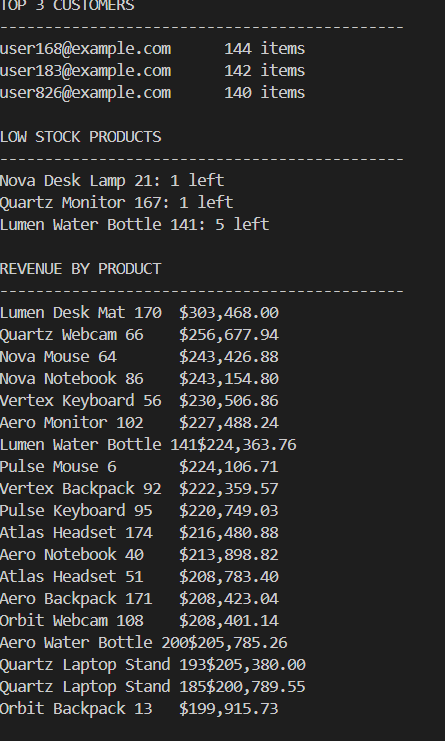 TOP 3 CUSTOMERS
---------------------------------------------
user168@example.com      144 items
user183@example.com      142 items
user826@example.com      140 items

LOW STOCK PRODUCTS
---------------------------------------------
Nova Desk Lamp 21: 1 left
Quartz Monitor 167: 1 left
Lumen Water Bottle 141: 5 left

REVENUE BY PRODUCT
---------------------------------------------
Lumen Desk Mat 170  $303,468.00
Quartz Webcam 66    $256,677.94
Nova Mouse 64       $243,426.88
Nova Notebook 86    $243,154.80
Vertex Keyboard 56  $230,506.86
Aero Monitor 102    $227,488.24
Lumen Water Bottle 141$224,363.76
Pulse Mouse 6       $224,106.71
Vertex Backpack 92  $222,359.57
Pulse Keyboard 95   $220,749.03
Atlas Headset 174   $216,480.88
Aero Notebook 40    $213,898.82
Atlas Headset 51    $208,783.40
Aero Backpack 171   $208,423.04
Orbit Webcam 108    $208,401.14
Aero Water Bottle 200$205,785.26
Quartz Laptop Stand 193$205,380.00
Quartz Laptop Stand 185$200,789.55
Orbit Backpack 13   $199,915.73